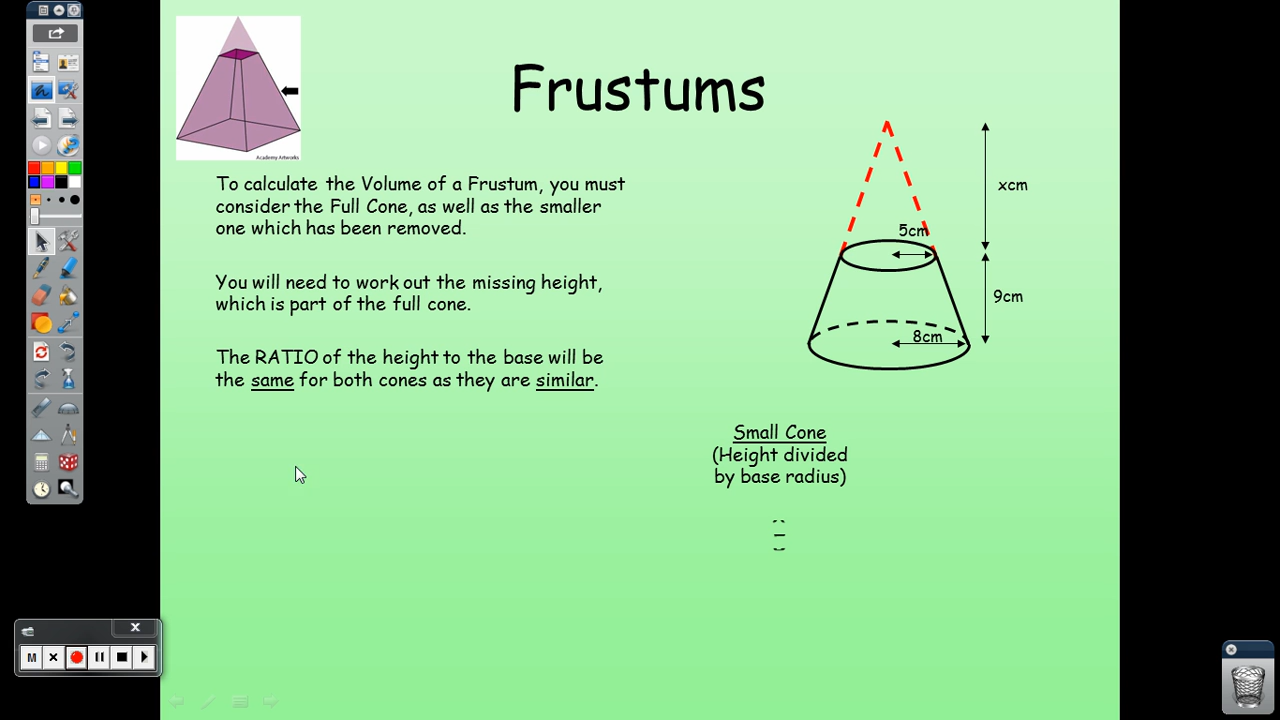 Frustums
Academy Artworks
To calculate the Volume of a Frustum, you must
consider the Full Cone, as well as the smaller
one which has been removed.
You will need to work out the missing height,
which is part of the full cone.
The RATIO of the height to the base will be
the same for both cones as they are similar.
xcm
5cm
9cm
8cm
Small Cone
(Height divided
by base radius)
M